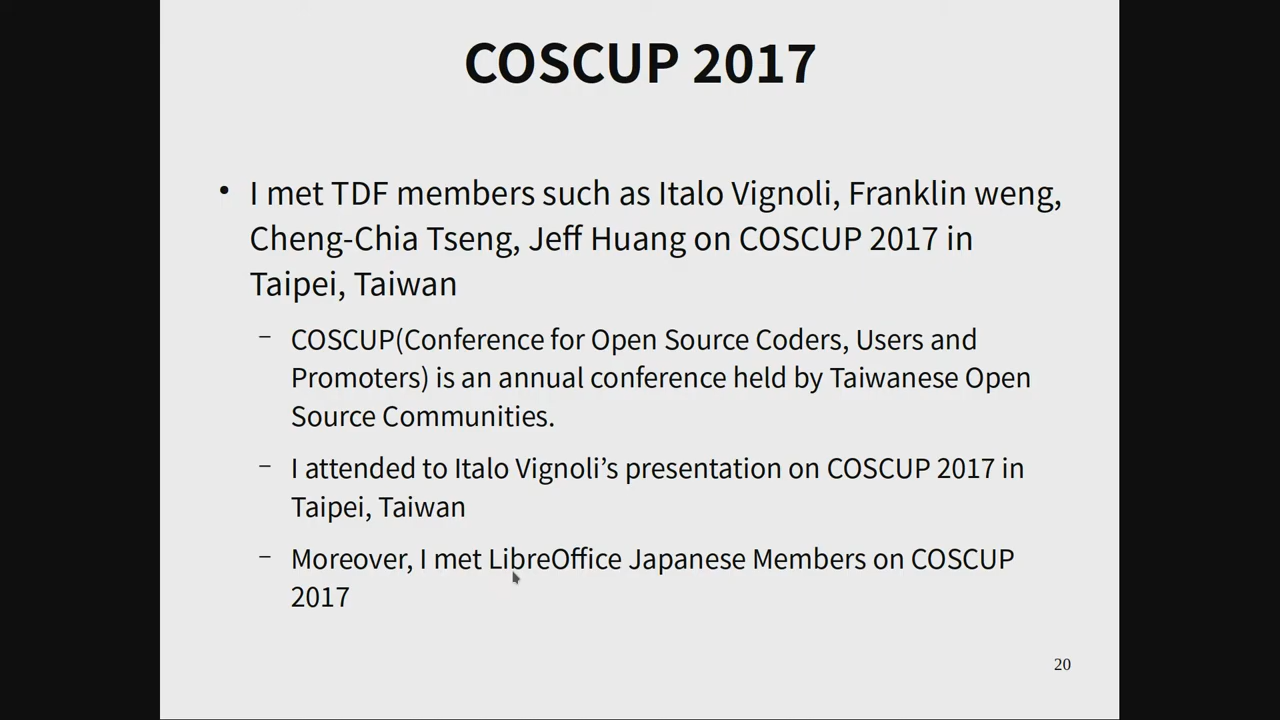 COSCUP 2017
• I met TDF members such as Italo Vignoli, Franklin weng,
Cheng-Chia Tseng, Jeff Huang on COSCUP 2017 in
Taipei, Taiwan
– COSCUP(Conference for Open Source Coders, Users and
Promoters) is an annual conference held by Taiwanese Open
Source Communities.
– I attended to Italo Vignoli’s presentation on COSCUP 2017 in
Taipei, Taiwan
– Moreover, I met LibreOffice Japanese Members on COSCUP
2017
20